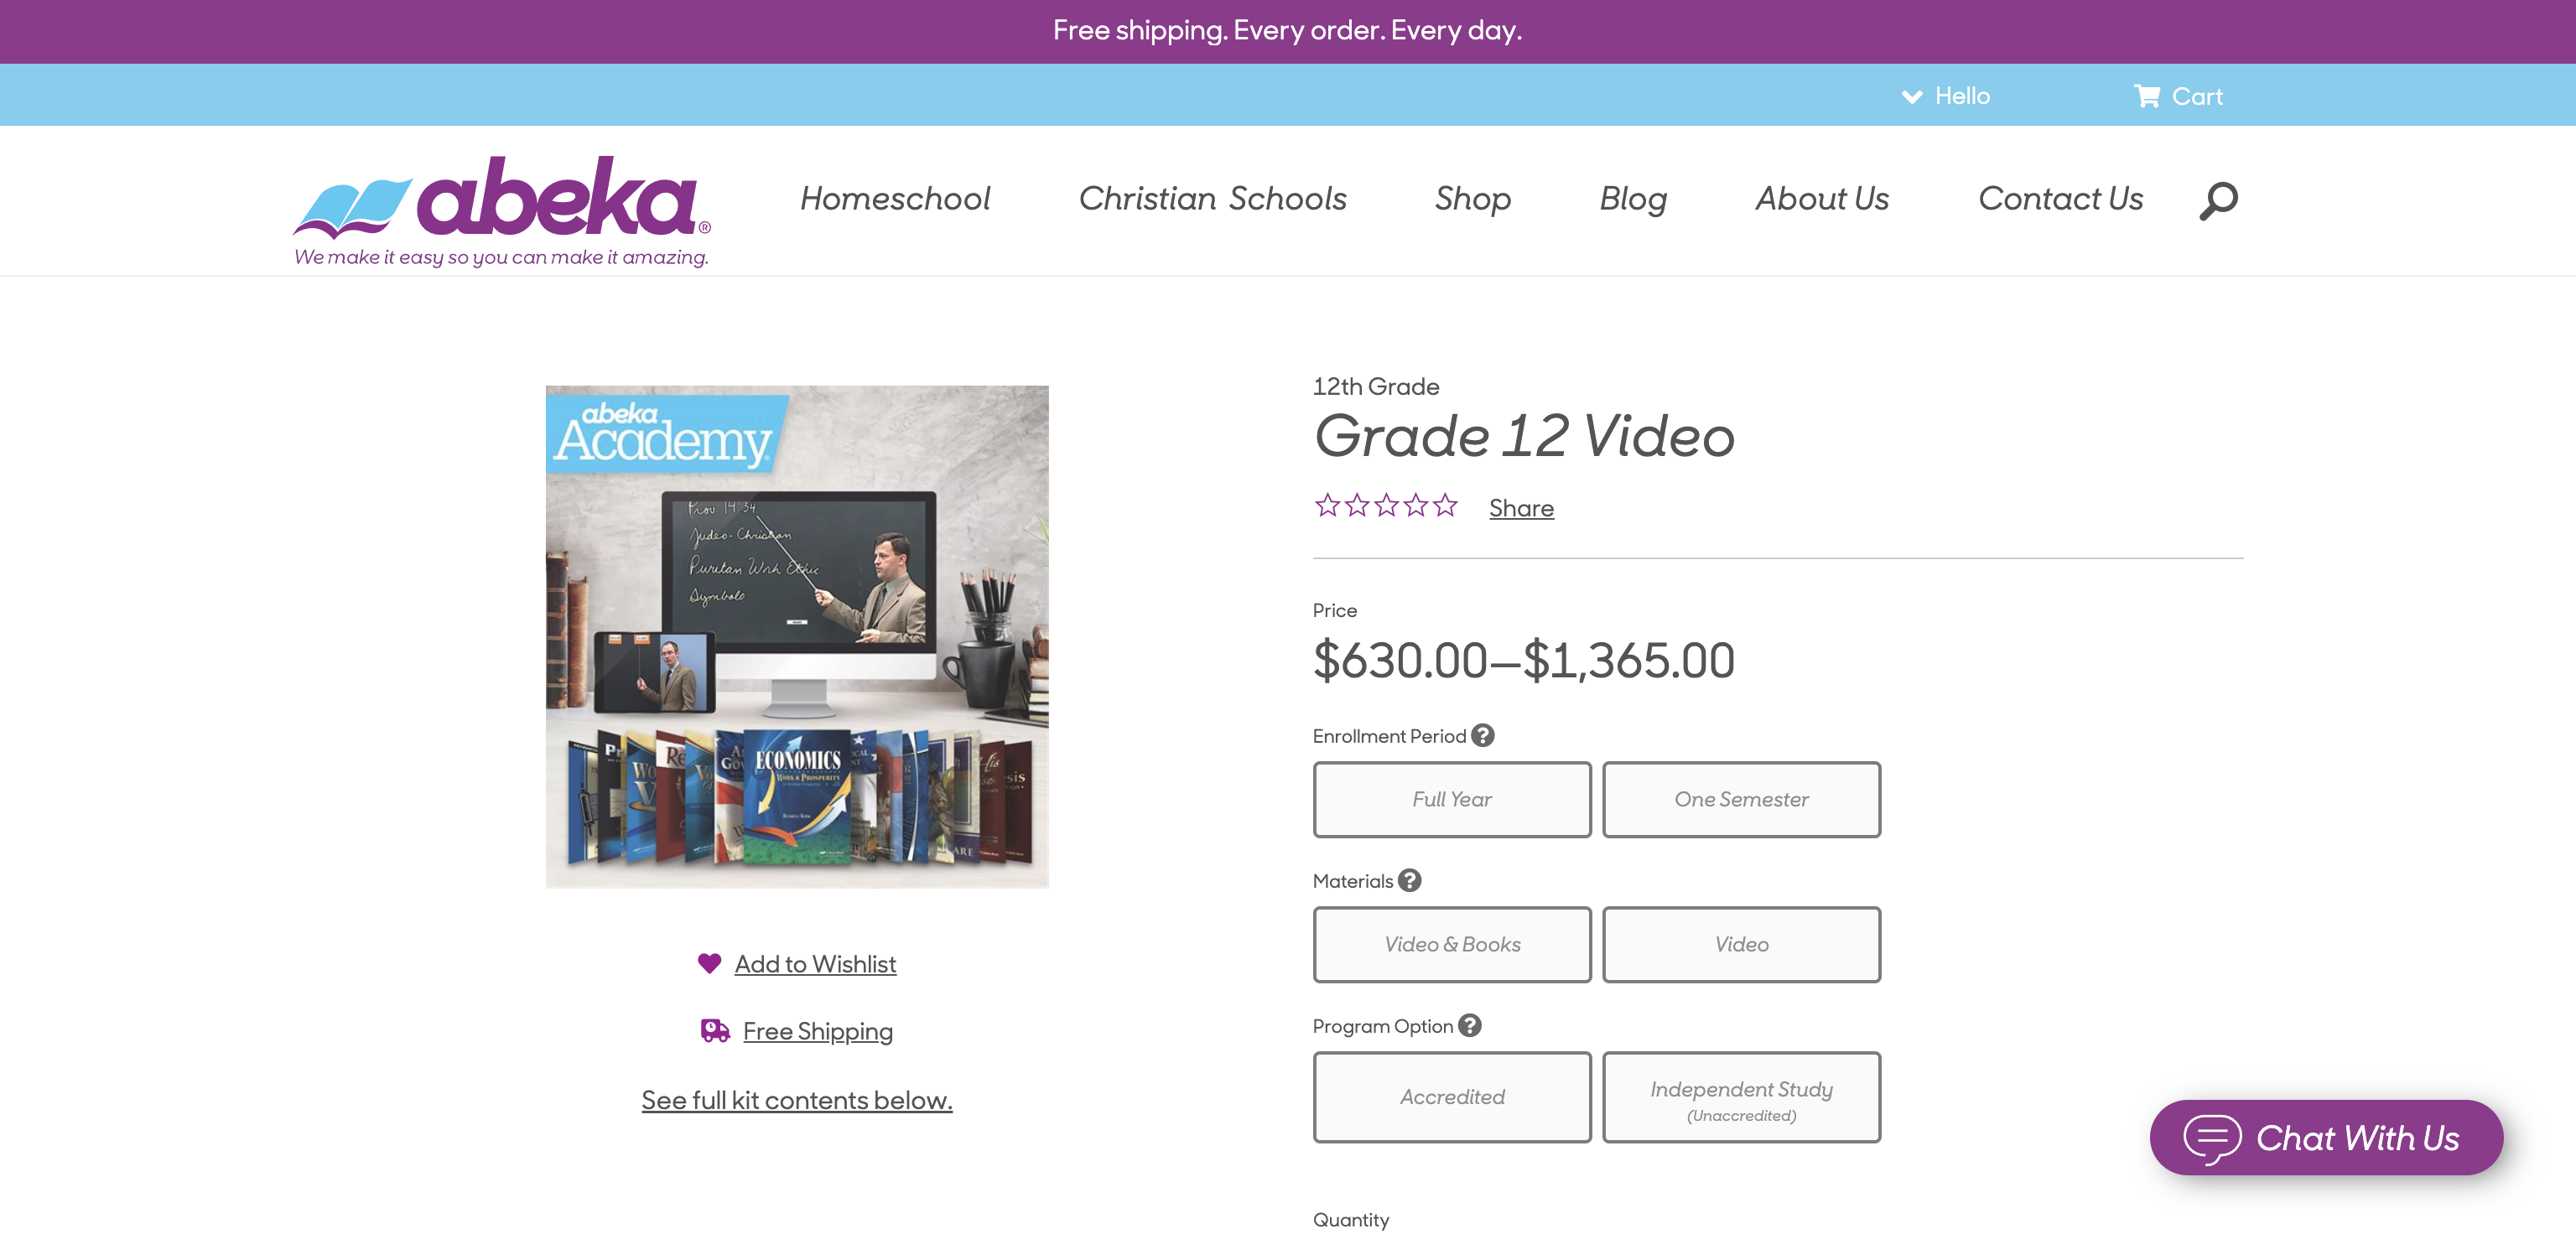 Free shipping. Every order. Every day.
Hello
Cart
abeka®
We make it easy so you can make it amazing.
Homeschool
Christian Schools
Shop
Blog
About Us
Contact Us
abeka
Academy
Prov 14 34
Judeo-Christian
Puritan Work Ethic
Symbols
ECONOMICS
WORK & PROSPERITY
Add to Wishlist
Free Shipping
See full kit contents below.
12th Grade
Grade 12 Video
Share
Price
$630.00–$1,365.00
Enrollment Period
Full Year
One Semester
Materials
Video & Books
Video
Program Option
Accredited
Independent Study
(Unaccredited)
Quantity
Chat With Us